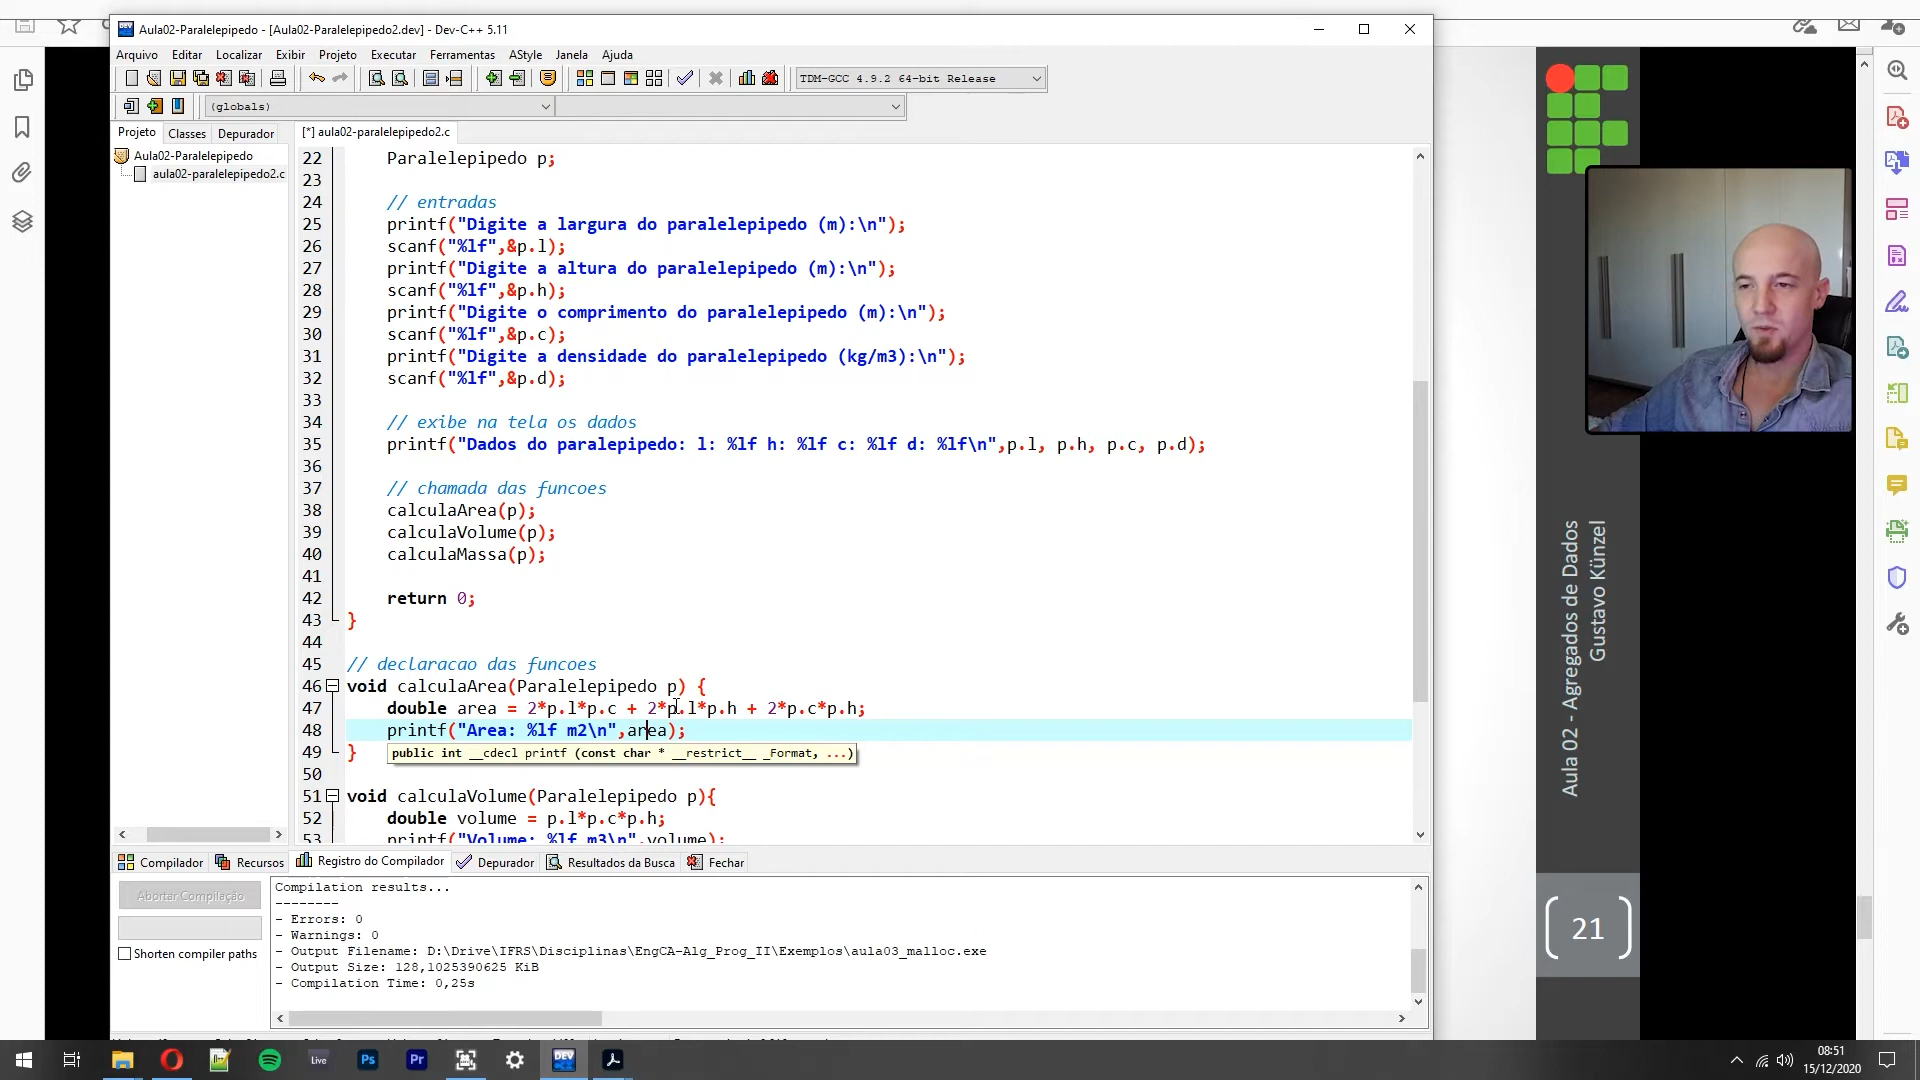 Aula02-Paralelepipedo - [Aula02-Paralelepipedo2.dev] - Dev-C++ 5.11
Arquivo Editar Localizar Exibir Projeto Executar Ferramentas AStyle Janela Ajuda
TDM-GCC 4.9.2 64-bit Release
(globals)
Projeto Classes Depurador
[*] aula02-paralelepipedo2.c
Aula02-Paralelepipedo
aula02-paralelepipedo2.c
22 Paralelepipedo p;
23
24 // entradas
25 printf("Digite a largura do paralelepipedo (m):\n");
26 scanf("%lf",&p.l);
27 printf("Digite a altura do paralelepipedo (m):\n");
28 scanf("%lf",&p.h);
29 printf("Digite o comprimento do paralelepipedo (m):\n");
30 scanf("%lf",&p.c);
31 printf("Digite a densidade do paralelepipedo (kg/m3):\n");
32 scanf("%lf",&p.d);
33
34 // exibe na tela os dados
35 printf("Dados do paralepipedo: l: %lf h: %lf c: %lf d: %lf\n",p.l, p.h, p.c, p.d);
36
37 // chamada das funcoes
38 calculaArea(p);
39 calculaVolume(p);
40 calculaMassa(p);
41
42 return 0;
43 }
44
45 // declaracao das funcoes
46 void calculaArea(Paralelepipedo p) {
47 double area = 2*p.l*p.c + 2*p.l*p.h + 2*p.c*p.h;
48 printf("Area: %lf m2\n",area);
49 }
public int __cdecl printf (const char * __restrict__ _Format, ...)
50
51 void calculaVolume(Paralelepipedo p){
52 double volume = p.l*p.c*p.h;
53 printf("Volume: %lf m3\n",volume);
Compilador Recursos Registro do Compilador Depurador Resultados da Busca Fechar
Abortar Compilação
Shorten compiler paths
Compilation results...
--------
- Errors: 0
- Warnings: 0
- Output Filename: D:\Drive\IFRS\Disciplinas\EngCA-Alg_Prog_II\Exemplos\aula03_malloc.exe
- Output Size: 128,1025390625 KiB
- Compilation Time: 0,25s
Aula 02 - Agregados de Dados
Gustavo Künzel
21
Live
Ps
Pr
DEV
08:51
15/12/2020